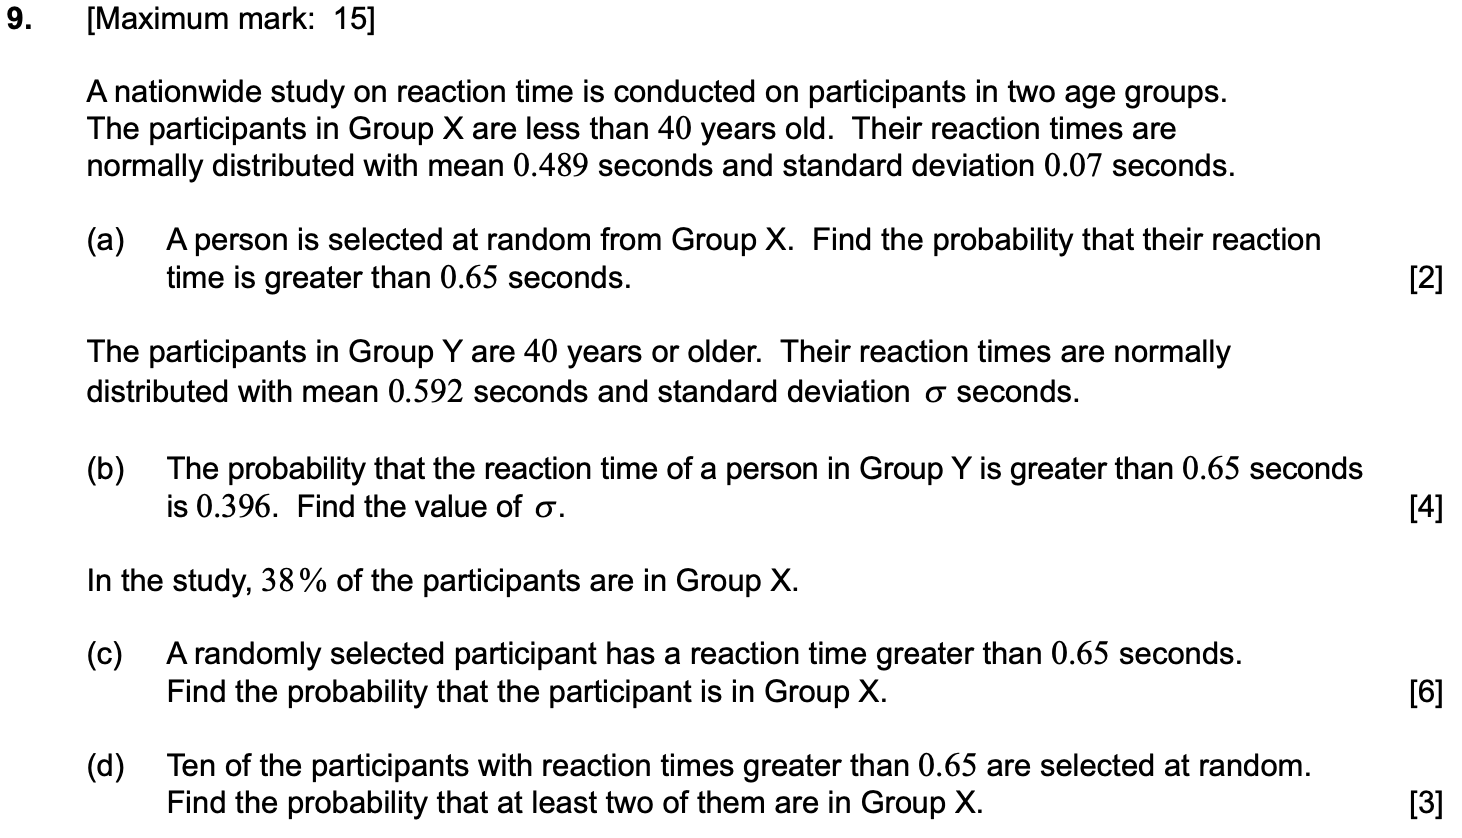 9. [Maximum mark: 15]
A nationwide study on reaction time is conducted on participants in two age groups.
The participants in Group X are less than 40 years old. Their reaction times are
normally distributed with mean 0.489 seconds and standard deviation 0.07 seconds.
(a) A person is selected at random from Group X. Find the probability that their reaction
time is greater than 0.65 seconds. [2]
The participants in Group Y are 40 years or older. Their reaction times are normally
distributed with mean 0.592 seconds and standard deviation σ seconds.
(b) The probability that the reaction time of a person in Group Y is greater than 0.65 seconds
is 0.396. Find the value of σ. [4]
In the study, 38% of the participants are in Group X.
(c) A randomly selected participant has a reaction time greater than 0.65 seconds.
Find the probability that the participant is in Group X. [6]
(d) Ten of the participants with reaction times greater than 0.65 are selected at random.
Find the probability that at least two of them are in Group X. [3]